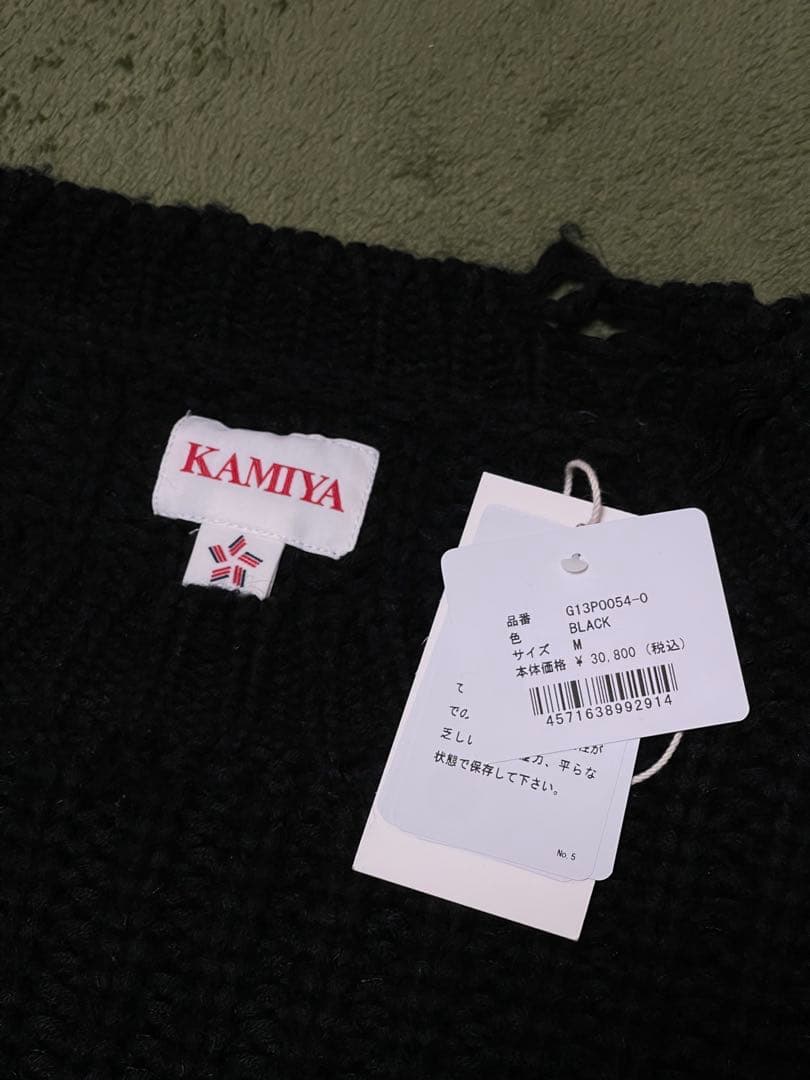 KAMIYA
品番 G13P0054-0
色 BLACK
サイズ M
本体価格 ¥ 30,800 (税込)
4571638992914
て
での
乏しい
力、平らな
状態で保存して下さい。
No.5